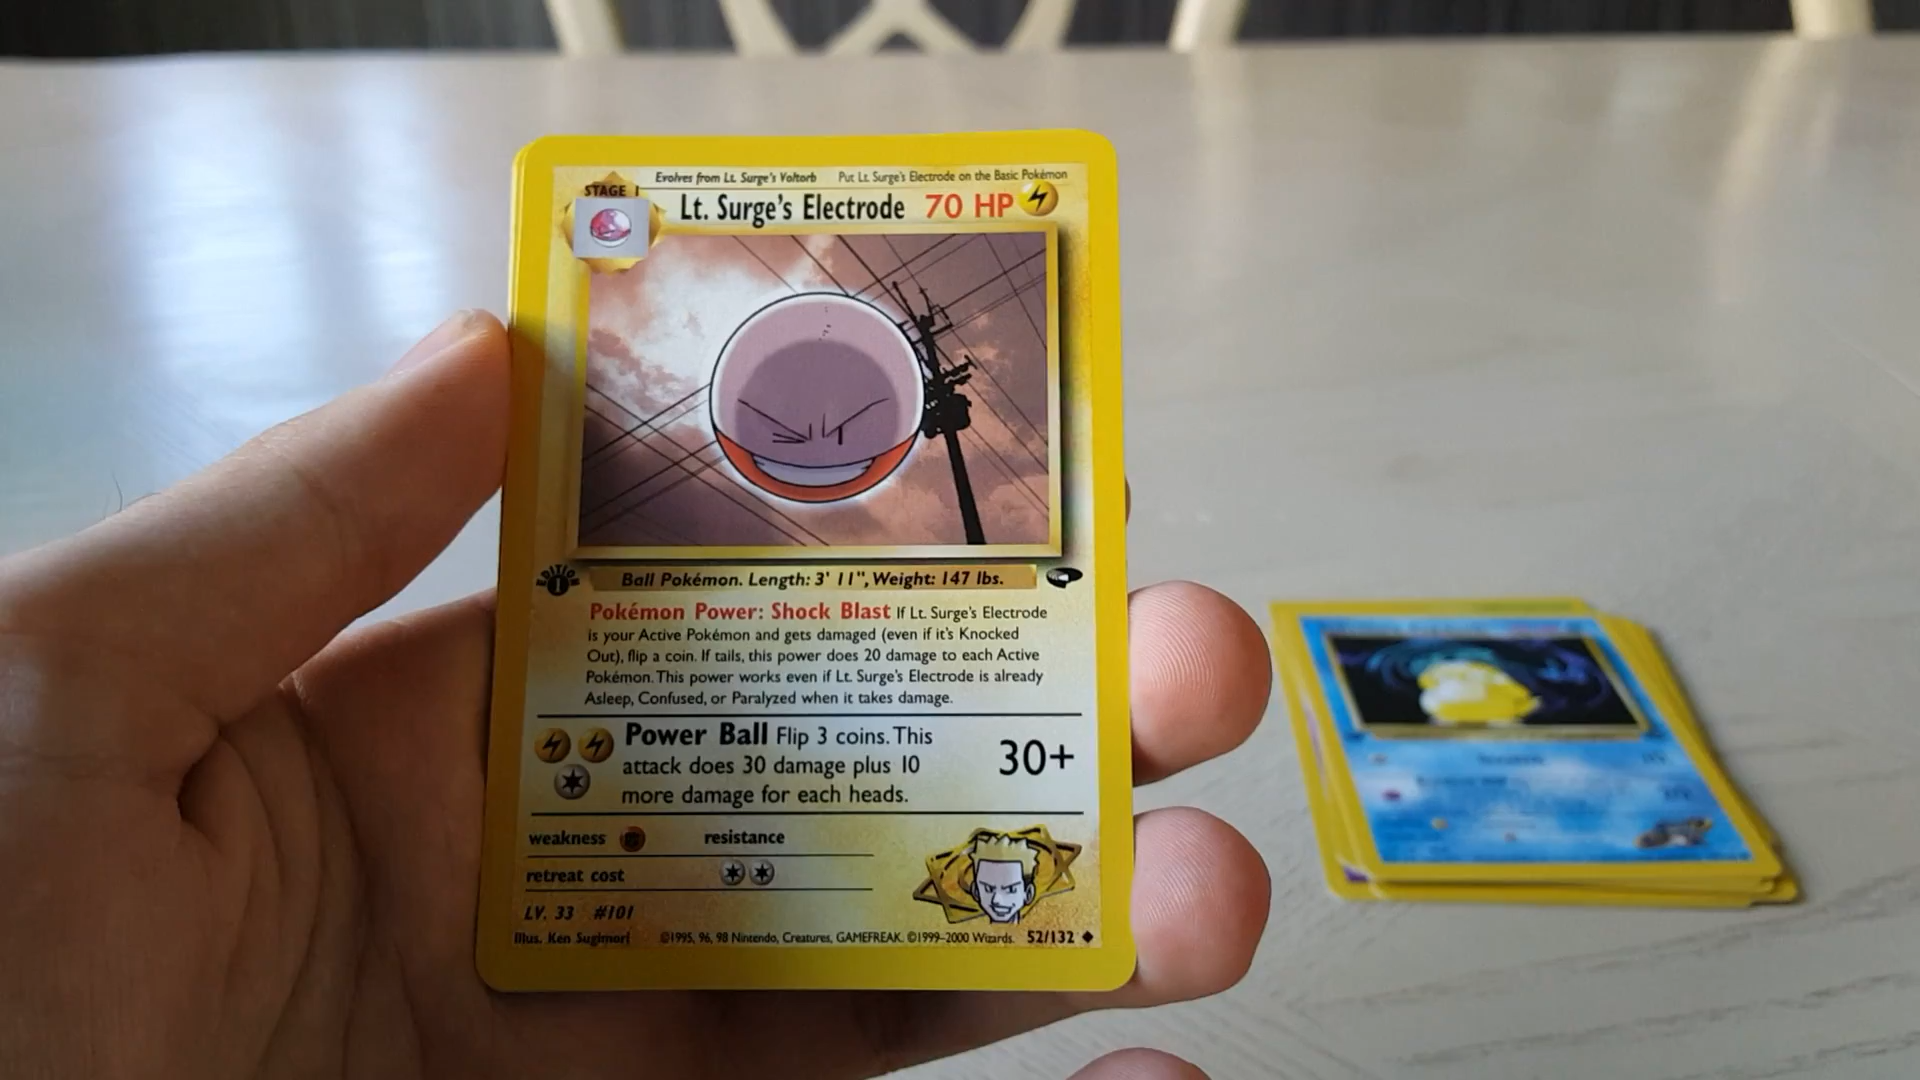 Evolves from Lt. Surge's Voltorb Put Lt. Surge's Electrode on the Basic Pokémon
STAGE 1
Lt. Surge's Electrode 70 HP
EDITION 1
Ball Pokémon. Length: 3' 11", Weight: 147 lbs.
Pokémon Power: Shock Blast If Lt. Surge's Electrode
is your Active Pokémon and gets damaged (even if it's Knocked
Out), flip a coin. If tails, this power does 20 damage to each Active
Pokémon. This power works even if Lt. Surge's Electrode is already
Asleep, Confused, or Paralyzed when it takes damage.
Power Ball Flip 3 coins. This
attack does 30 damage plus 10
more damage for each heads.
30+
weakness resistance
retreat cost
LV. 33 #101
Illus. Ken Sugimori ©1995, 96, 98 Nintendo, Creatures, GAMEFREAK. ©1999-2000 Wizards. 52/132